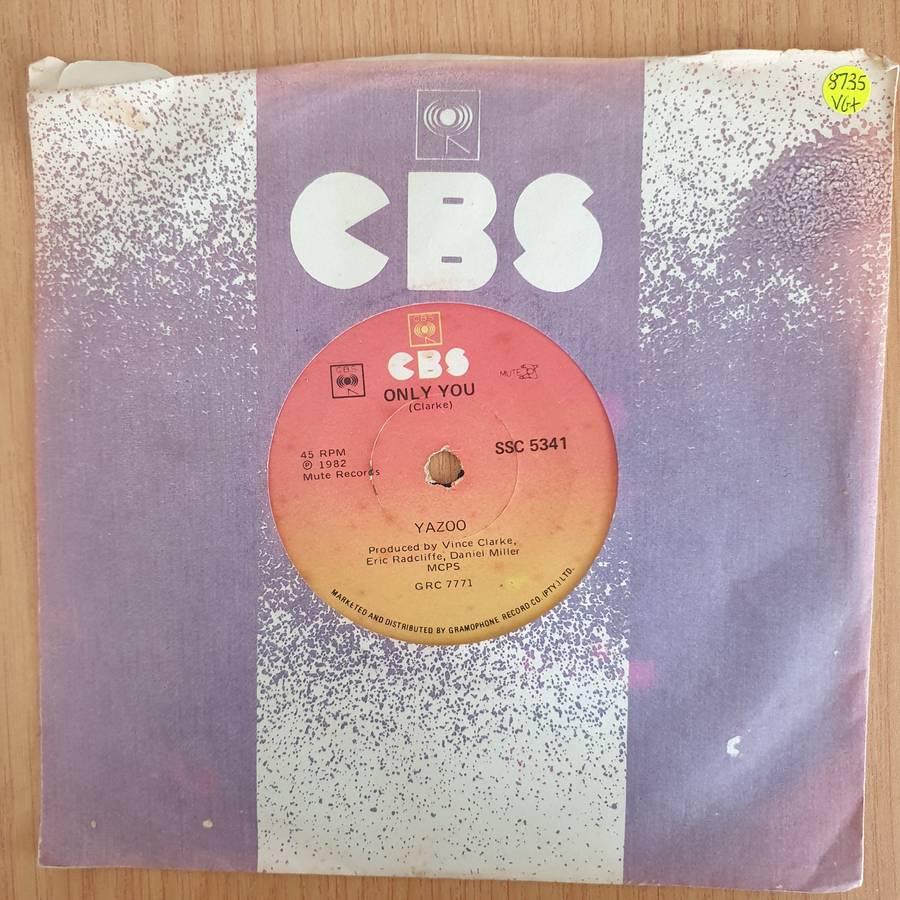 8735
VG+
CBS
CBS
CBS
CBS
MUTE
ONLY YOU
(Clarke)
45 RPM
℗ 1982
Mute Records
SSC 5341
YAZOO
Produced by Vince Clarke,
Eric Radcliffe, Daniel Miller
MCPS
GRC 7771
MARKETED AND DISTRIBUTED BY GRAMOPHONE RECORD CO. (PTY.) LTD.